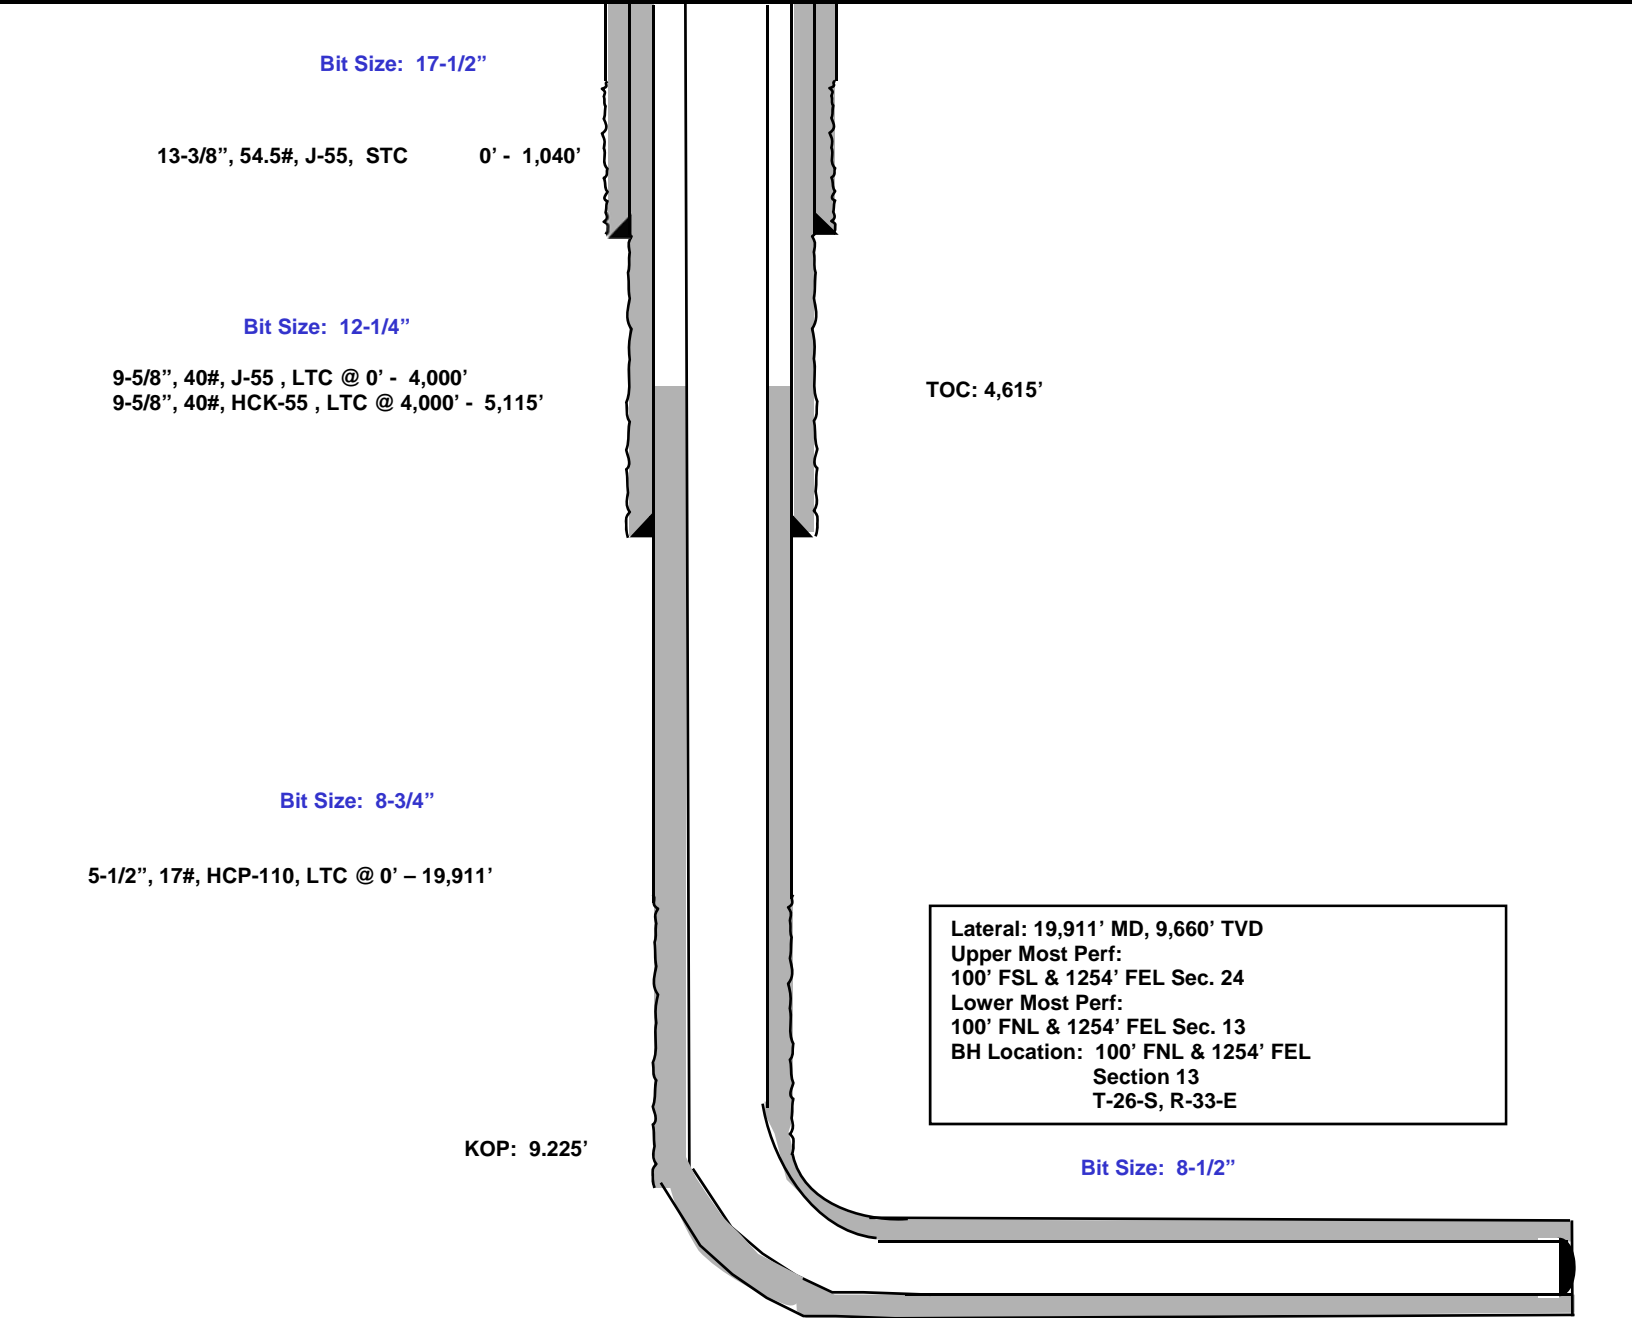 Bit Size: 17-1/2”
13-3/8”, 54.5#, J-55, STC 0’ - 1,040’
Bit Size: 12-1/4”
9-5/8”, 40#, J-55 , LTC @ 0’ - 4,000’
9-5/8”, 40#, HCK-55 , LTC @ 4,000’ - 5,115’
TOC: 4,615’
Bit Size: 8-3/4”
5-1/2”, 17#, HCP-110, LTC @ 0’ – 19,911’
Lateral: 19,911’ MD, 9,660’ TVD
Upper Most Perf:
100’ FSL & 1254’ FEL Sec. 24
Lower Most Perf:
100’ FNL & 1254’ FEL Sec. 13
BH Location: 100’ FNL & 1254’ FEL
Section 13
T-26-S, R-33-E
KOP: 9.225’
Bit Size: 8-1/2”